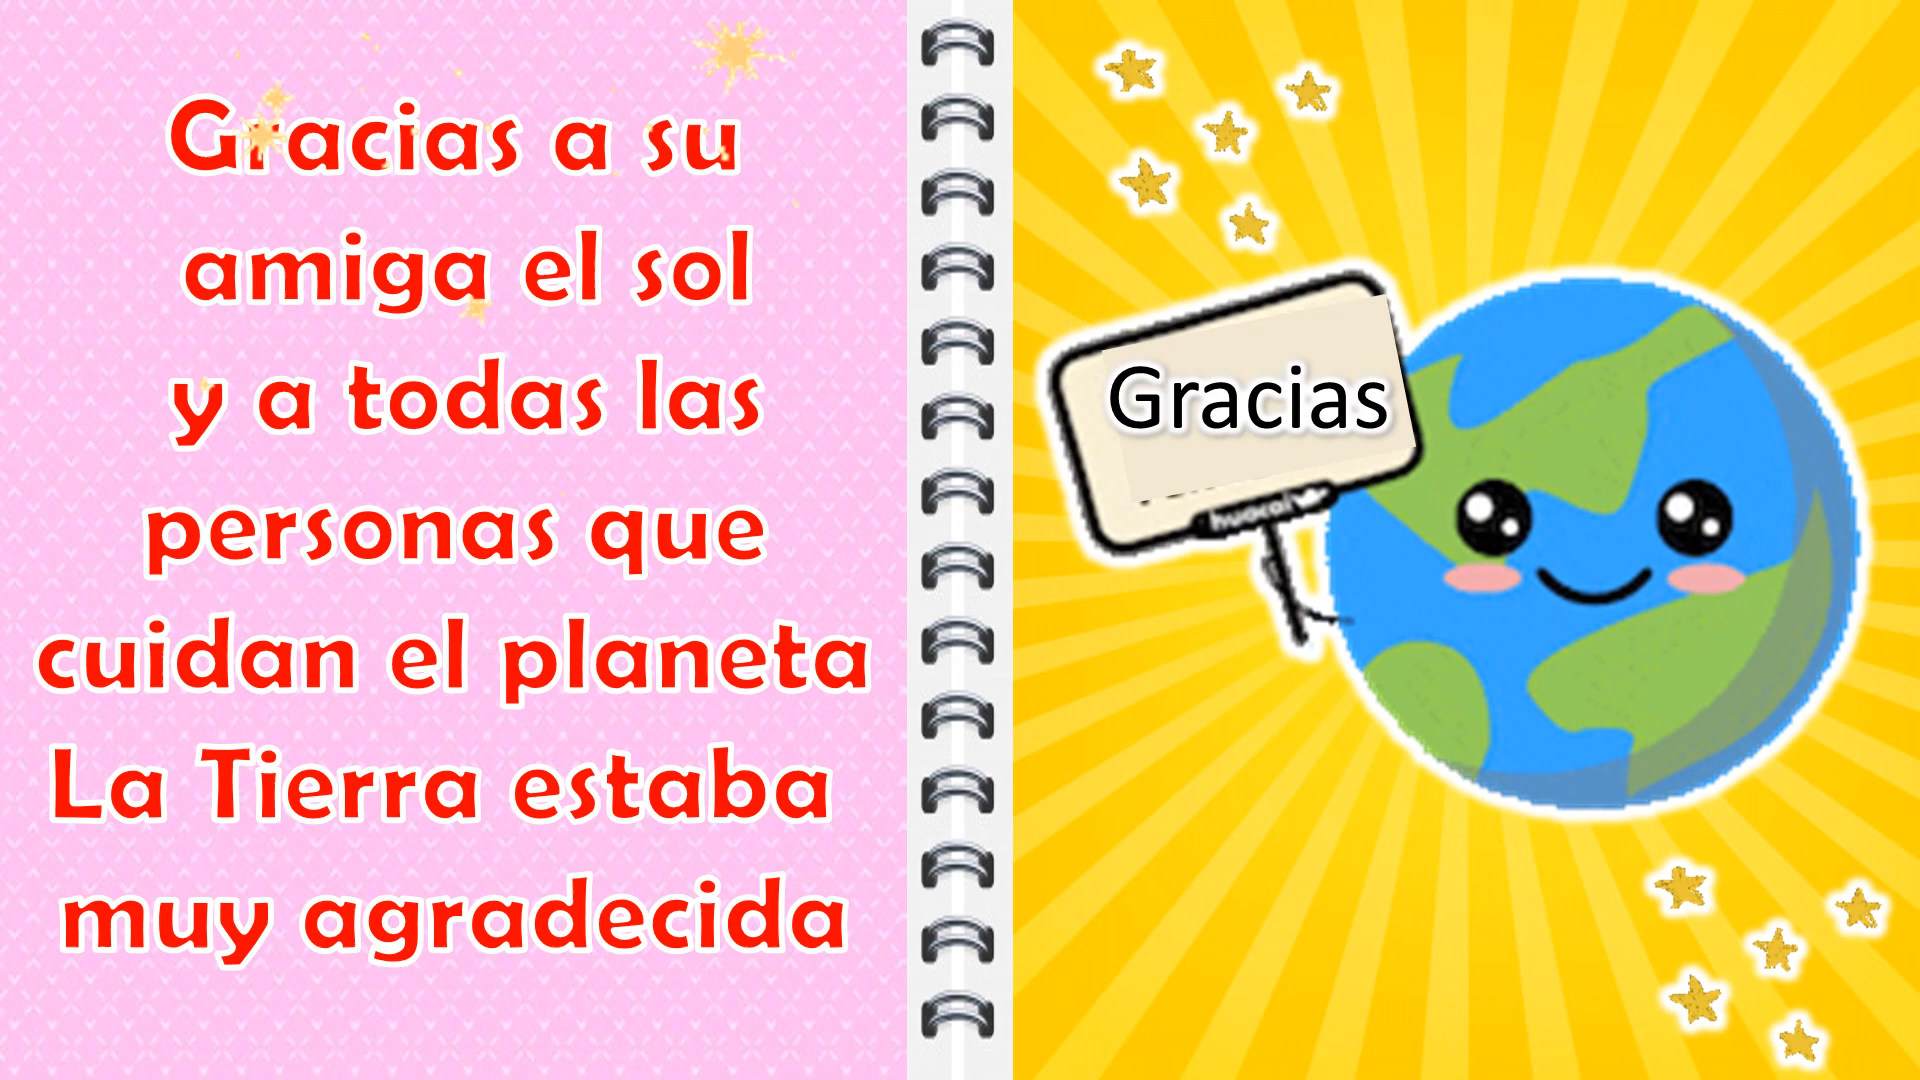 Gracias a su
amiga el sol
y a todas las
personas que
cuidan el planeta
La Tierra estaba
muy agradecida
Gracias